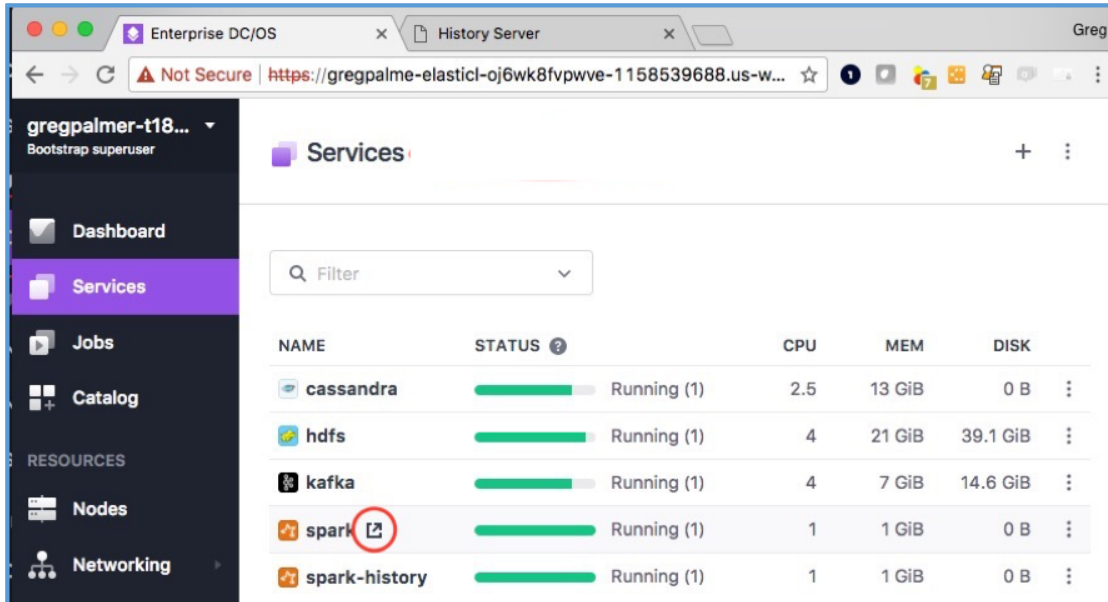 Enterprise DC/OS
History Server
Greg
Not Secure | https://gregpalme-elasticl-oj6wk8fvpwve-1158539688.us-w...
1
7
gregpalmer-t18...
Bootstrap superuser
Services
Dashboard
Services
Jobs
Catalog
RESOURCES
Nodes
Networking
Filter
NAME STATUS CPU MEM DISK
cassandra Running (1) 2.5 13 GiB 0 B
hdfs Running (1) 4 21 GiB 39.1 GiB
kafka Running (1) 4 7 GiB 14.6 GiB
spark Running (1) 1 1 GiB 0 B
spark-history Running (1) 1 1 GiB 0 B